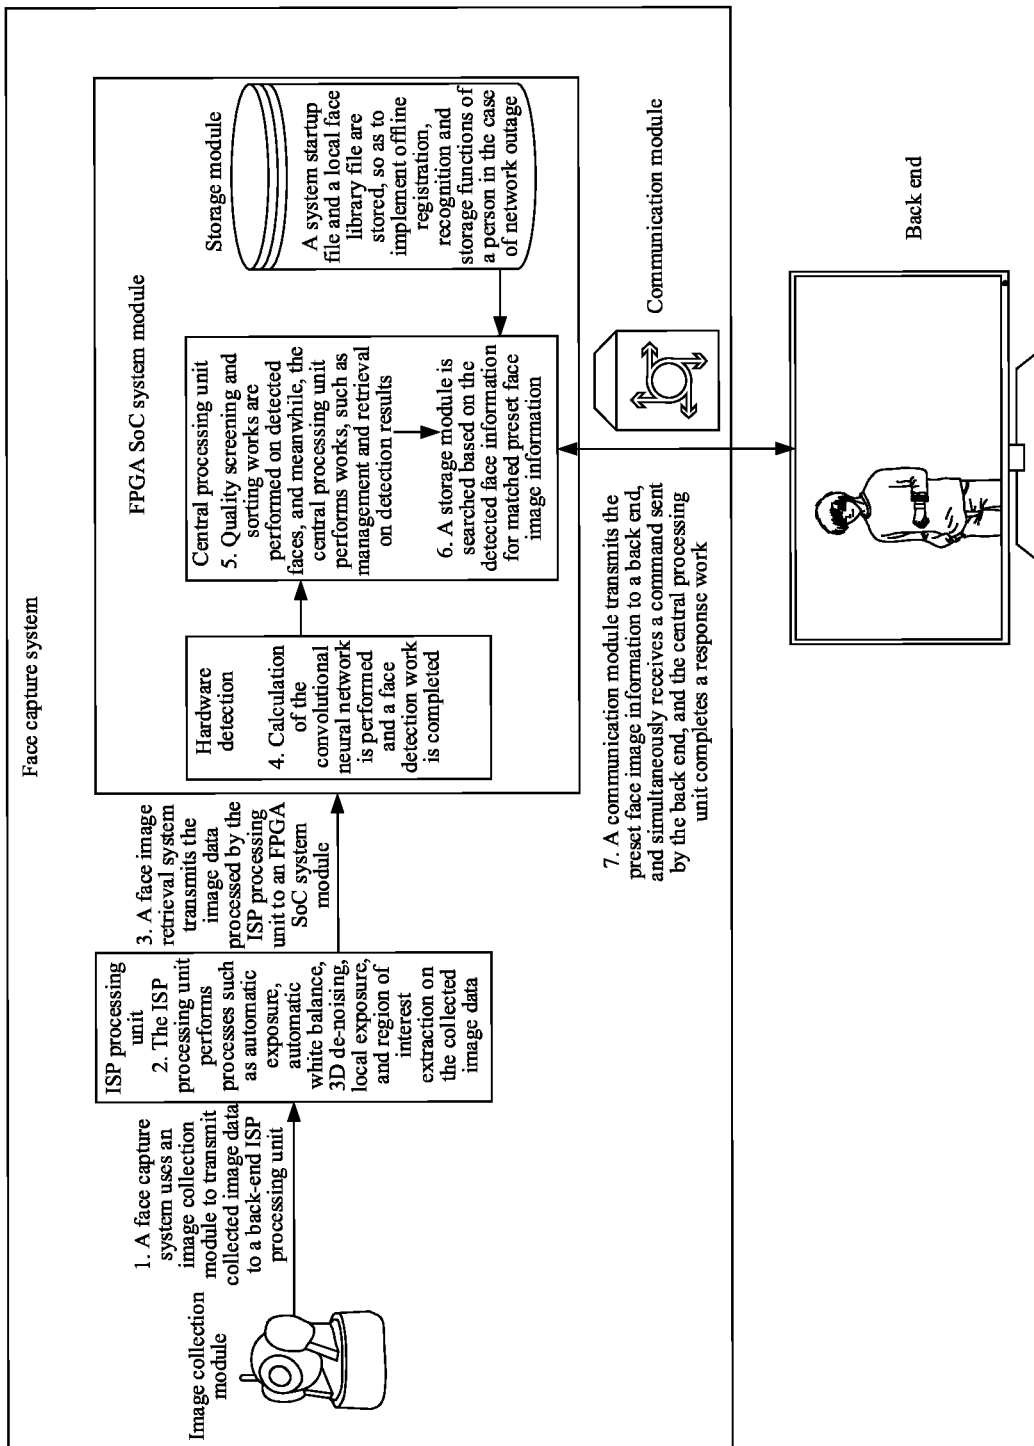 Face capture system
Image collection
module
1. A face capture
system uses an
image collection
module to transmit
collected image data
to a back-end ISP
processing unit
ISP processing
unit
2. The ISP
processing unit
performs
processes such
as automatic
exposure,
automatic
white balance,
3D de-noising,
local exposure,
and region of
interest
extraction on
the collected
image data
3. A face image
retrieval system
transmits the
image data
processed by the
ISP processing
unit to an FPGA
SoC system
module
FPGA SoC system module
Hardware
detection
4. Calculation
of the
convolutional
neural network
is performed
and a face
detection work
is completed
Central processing unit
5. Quality screening and
sorting works are
performed on detected
faces, and meanwhile, the
central processing unit
performs works, such as
management and retrieval
on detection results
6. A storage module is
searched based on the
detected face information
for matched preset face
image information
Storage module
A system startup
file and a local face
library file are
stored, so as to
implement offline
registration,
recognition and
storage functions of
a person in the case
of network outage
7. A communication module transmits the
preset face image information to a back end,
and simultaneously receives a command sent
by the back end, and the central processing
unit completes a response work
Communication module
Back end